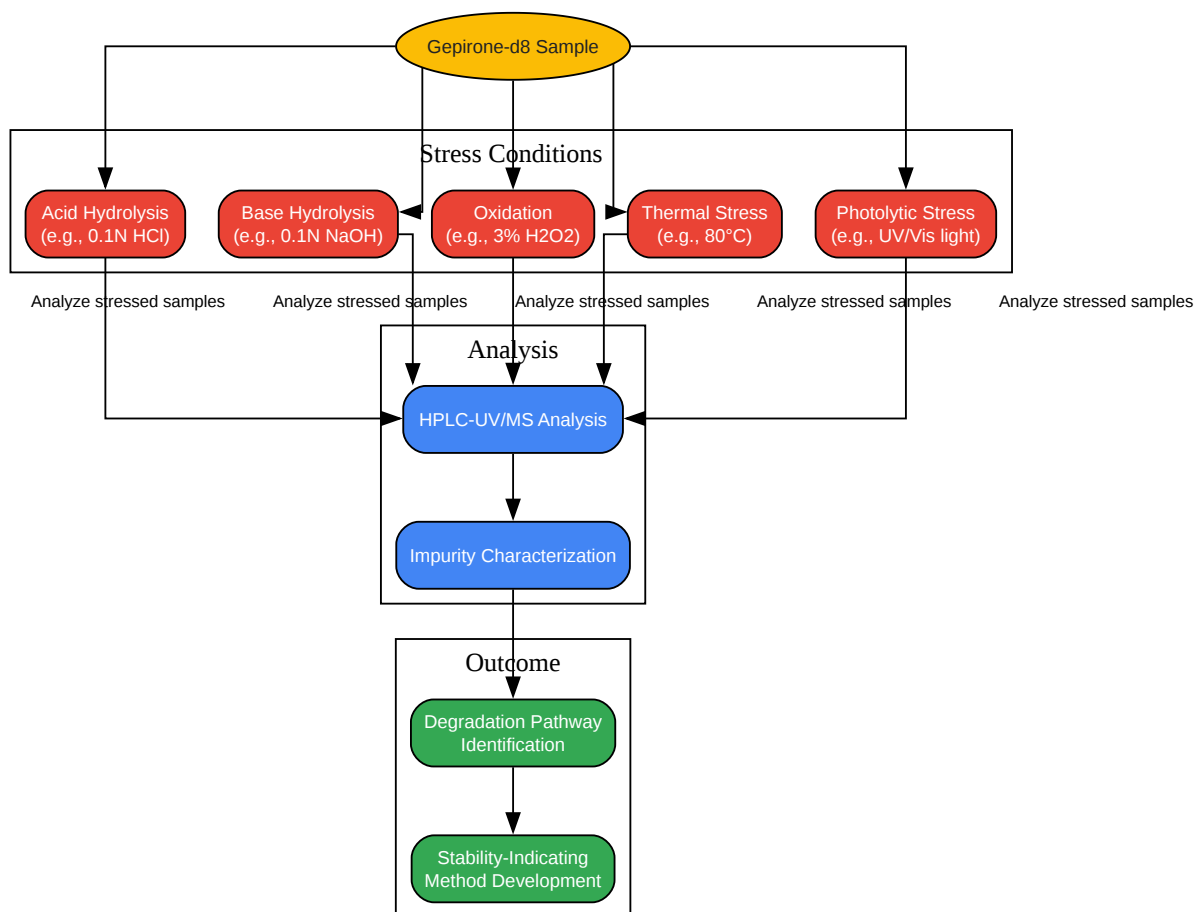 Gepirone-d8 Sample
Stress Conditions
Acid Hydrolysis
(e.g., 0.1N HCl)
Base Hydrolysis
(e.g., 0.1N NaOH)
Oxidation
(e.g., 3% H2O2)
Thermal Stress
(e.g., 80°C)
Photolytic Stress
(e.g., UV/Vis light)
Analyze stressed samples
Analyze stressed samples
Analyze stressed samples
Analyze stressed samples
Analyze stressed samples
Analysis
HPLC-UV/MS Analysis
Impurity Characterization
Outcome
Degradation Pathway
Identification
Stability-Indicating
Method Development